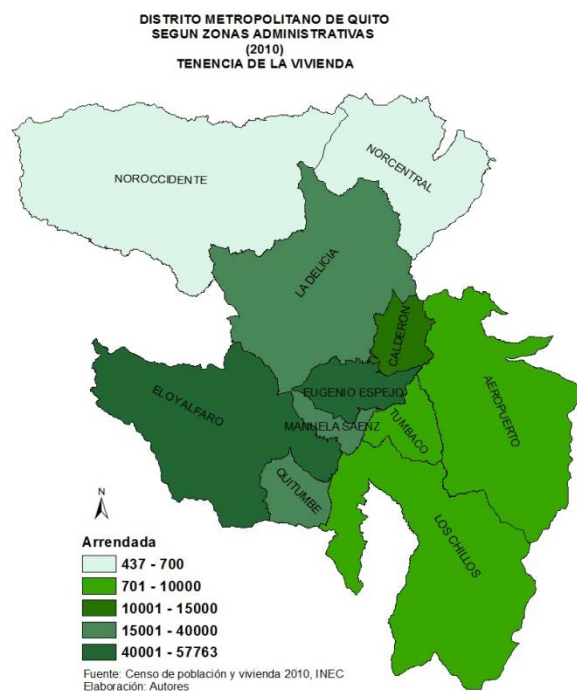 DISTRITO METROPOLITANO DE QUITO
SEGUN ZONAS ADMINISTRATIVAS
(2010)
TENENCIA DE LA VIVIENDA
NOROCCIDENTE
NORCENTRAL
LA DELICIA
CALDERON
EUGENIO ESPEJO
ELOY ALFARO
MANUELA SAENZ
TUMBACO
AEROPUERTO
QUITUMBE
LOS CHILLOS
N
Arrendada
437 - 700
701 - 10000
10001 - 15000
15001 - 40000
40001 - 57763
Fuente: Censo de población y vivienda 2010, INEC
Elaboración: Autores